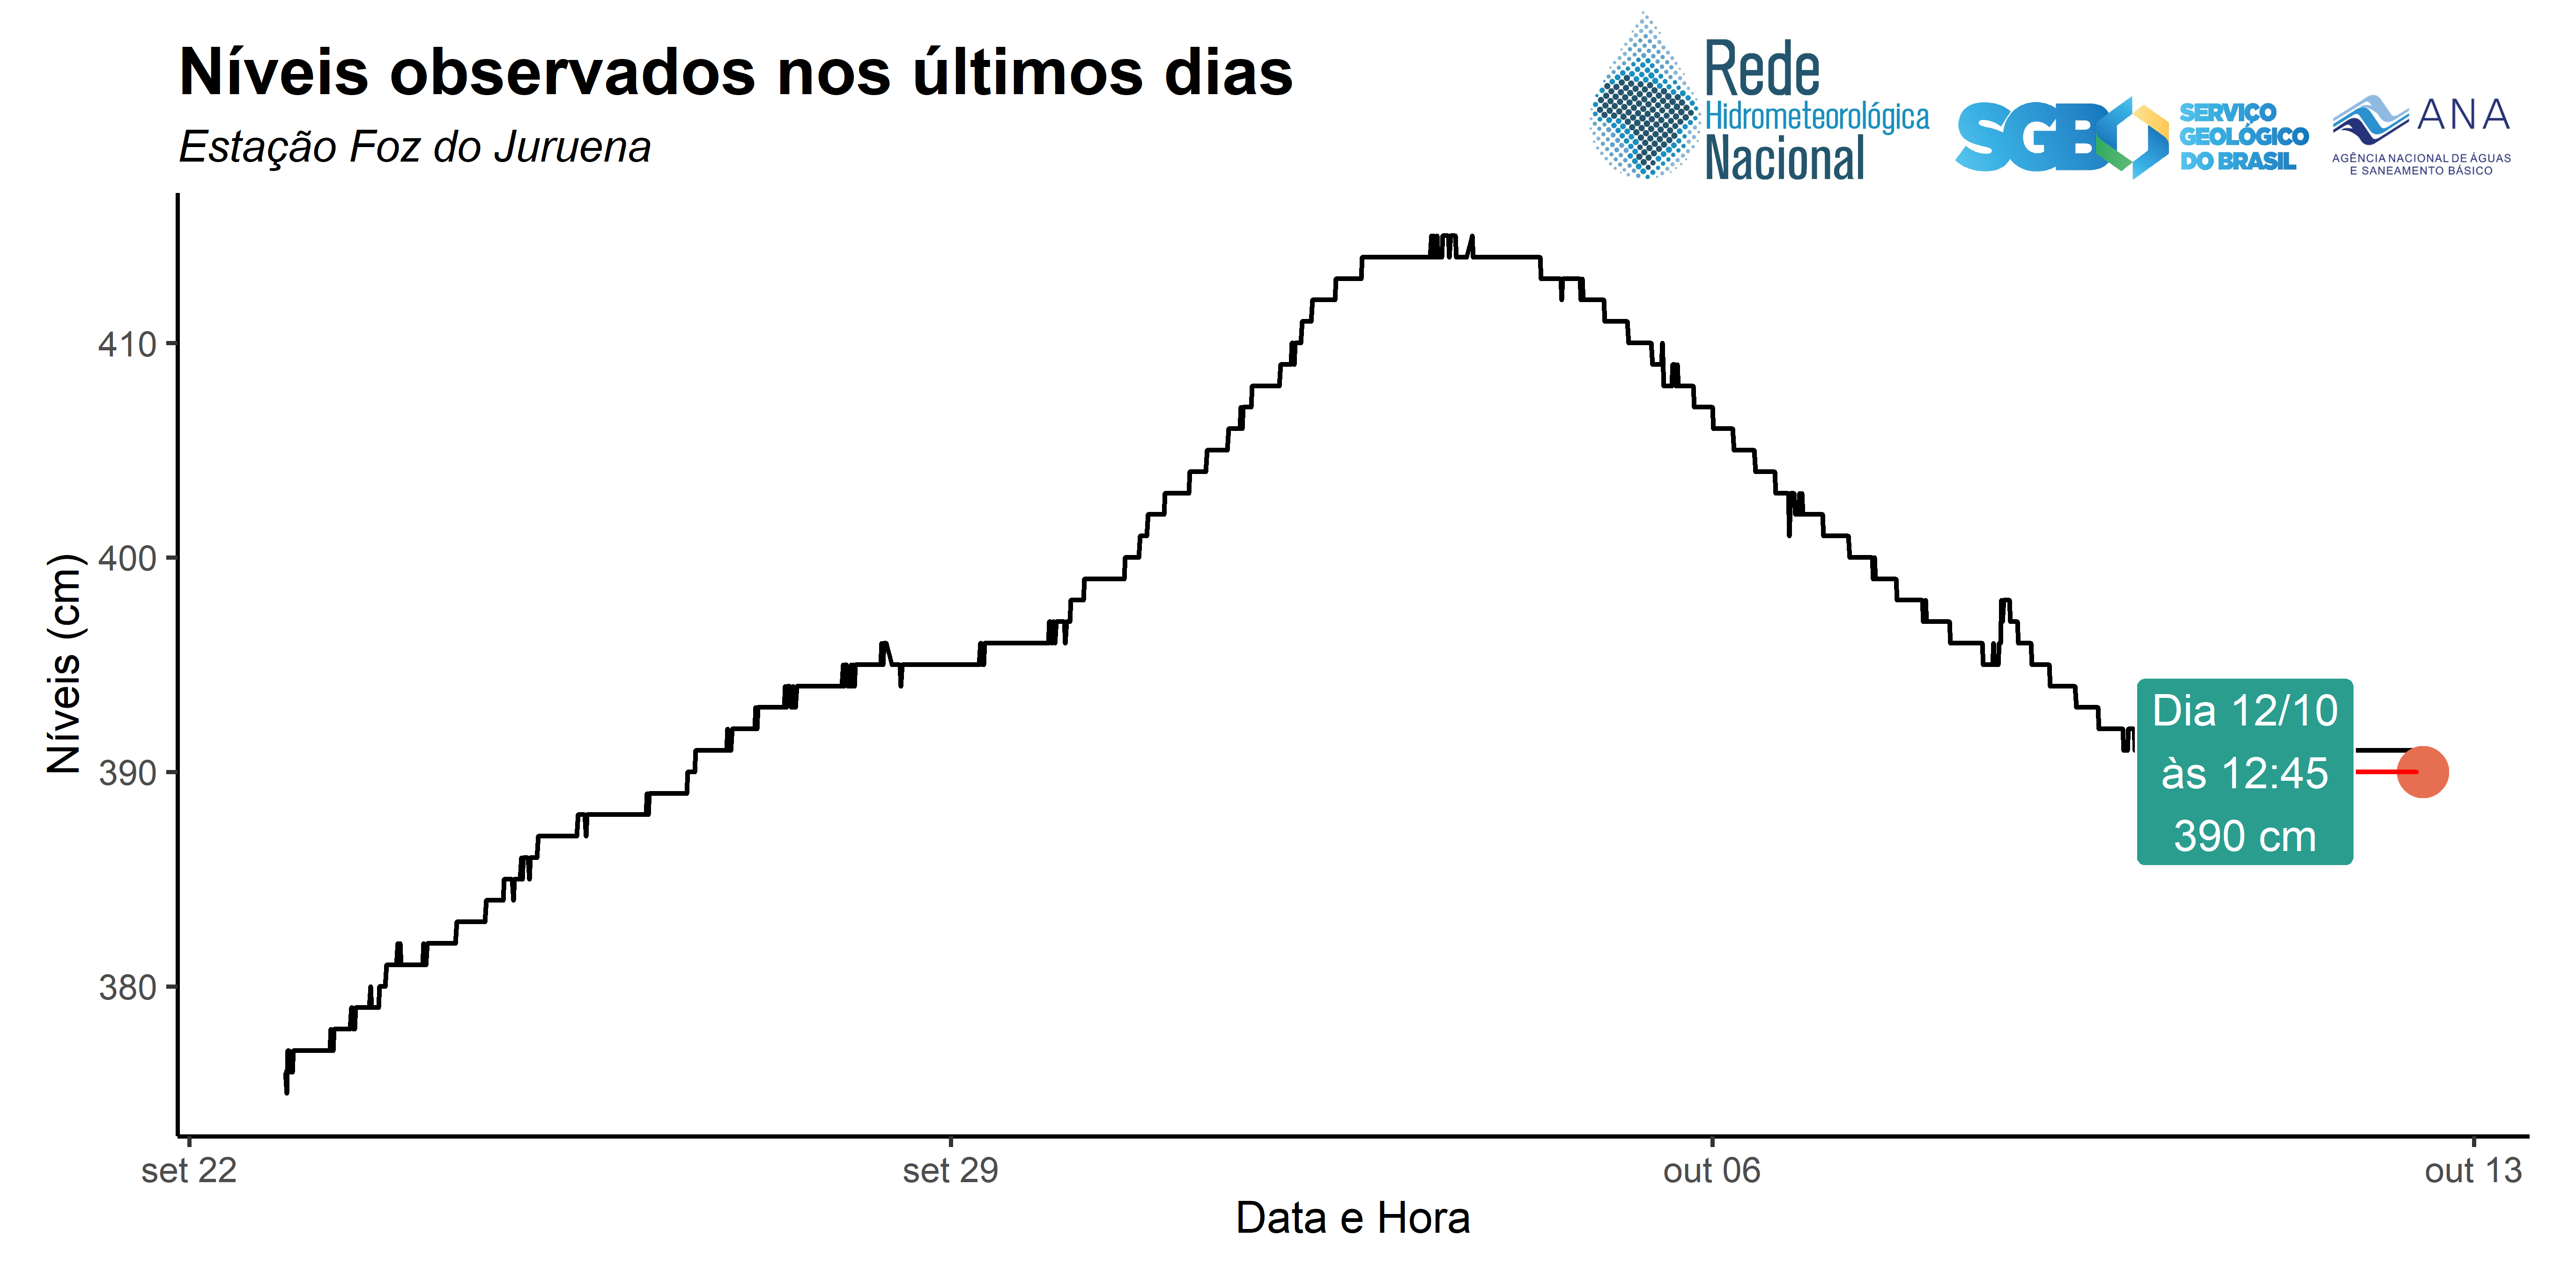 Níveis observados nos últimos dias
Estação Foz do Juruena
Rede
Hidrometeorológica
Nacional
SGB
SERVIÇO
GEOLÓGICO
DO BRASIL
ANA
AGÊNCIA NACIONAL DE ÁGUAS
E SANEAMENTO BÁSICO
Níveis (cm)
410
400
390
380
Dia 12/10
às 12:45
390 cm
set 22
set 29
out 06
out 13
Data e Hora